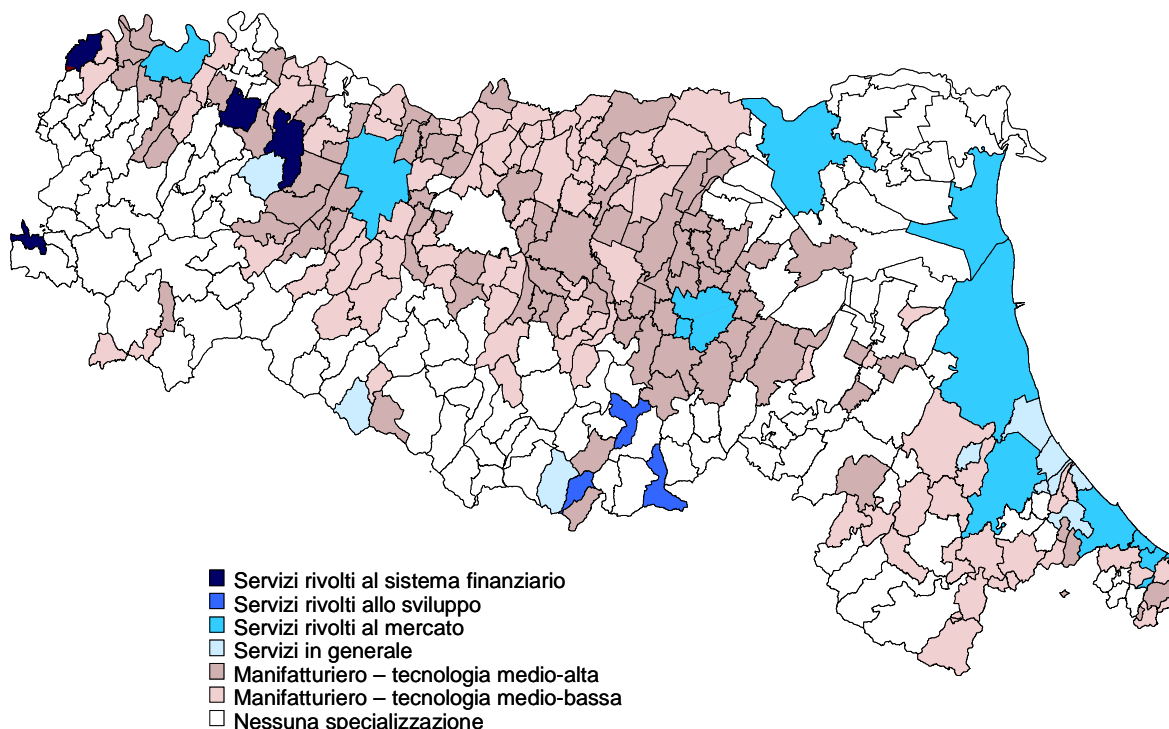 Servizi rivolti al sistema finanziario
Servizi rivolti allo sviluppo
Servizi rivolti al mercato
Servizi in generale
Manifatturiero – tecnologia medio-alta
Manifatturiero – tecnologia medio-bassa
Nessuna specializzazione